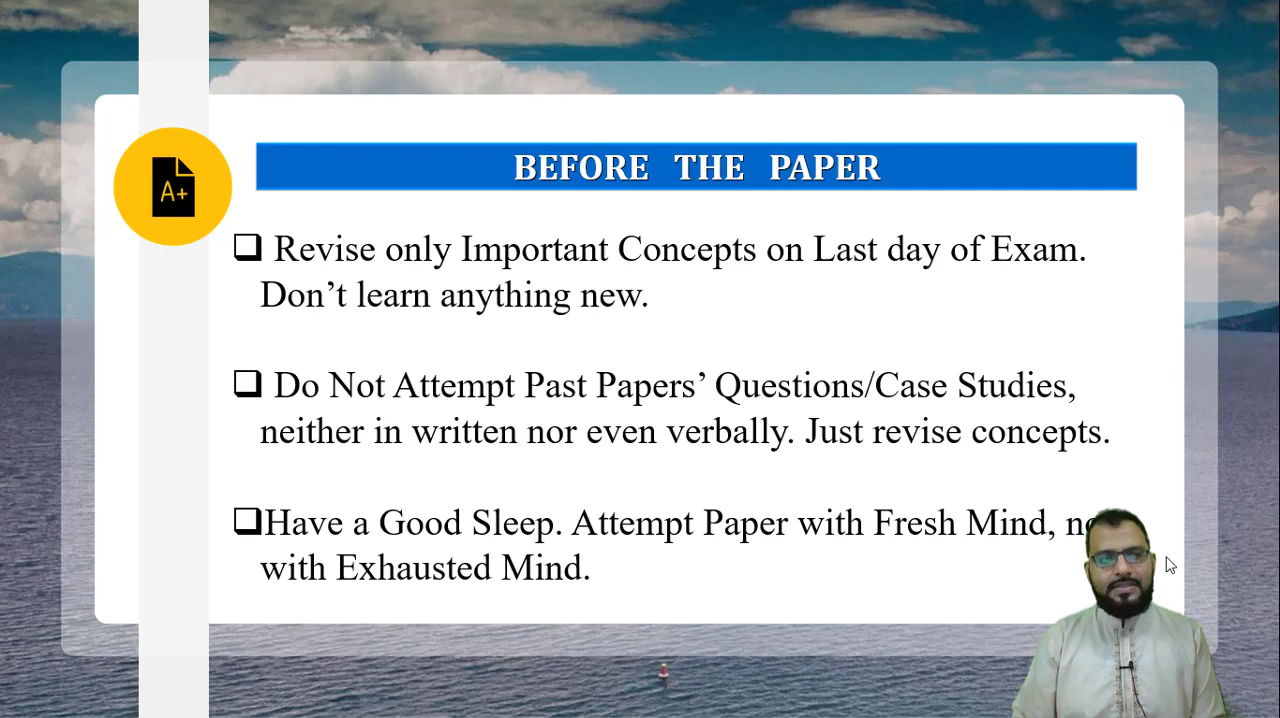 A+
BEFORE THE PAPER
Revise only Important Concepts on Last day of Exam.
Don’t learn anything new.
Do Not Attempt Past Papers’ Questions/Case Studies,
neither in written nor even verbally. Just revise concepts.
Have a Good Sleep. Attempt Paper with Fresh Mind,
with Exhausted Mind.